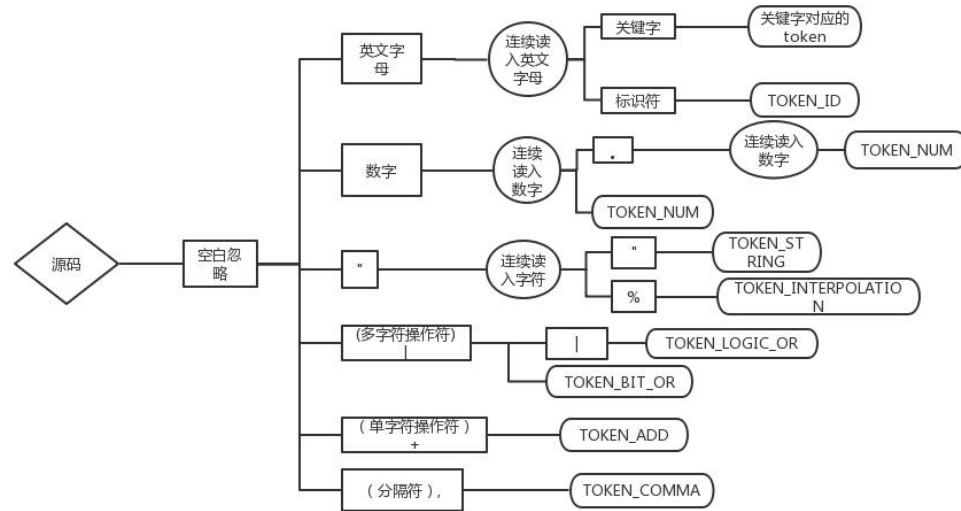 英文字
母
连续读
入英文
字母
关键字
关键字对应的
token
标识符
TOKEN_ID
数字
连续
读入
数字
.
连续读入
数字
TOKEN_NUM
TOKEN_NUM
源码
空白忽
略
"
连续读
入字符
"
TOKEN_ST
RING
%
TOKEN_INTERPOLATIO
N
(多字符操作符)
|
|
TOKEN_LOGIC_OR
TOKEN_BIT_OR
（单字符操作符）
+
TOKEN_ADD
（分隔符）,
TOKEN_COMMA